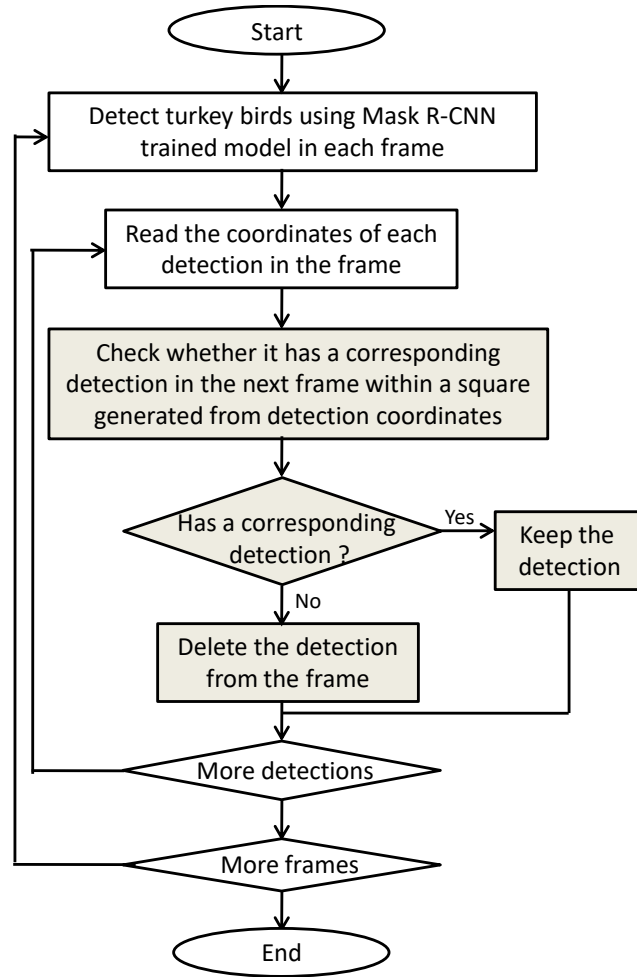 Start
Detect turkey birds using Mask R-CNN
trained model in each frame
Read the coordinates of each
detection in the frame
Check whether it has a corresponding
detection in the next frame within a square
generated from detection coordinates
Has a corresponding
detection ?
Yes
Keep the
detection
No
Delete the detection
from the frame
More detections
More frames
End